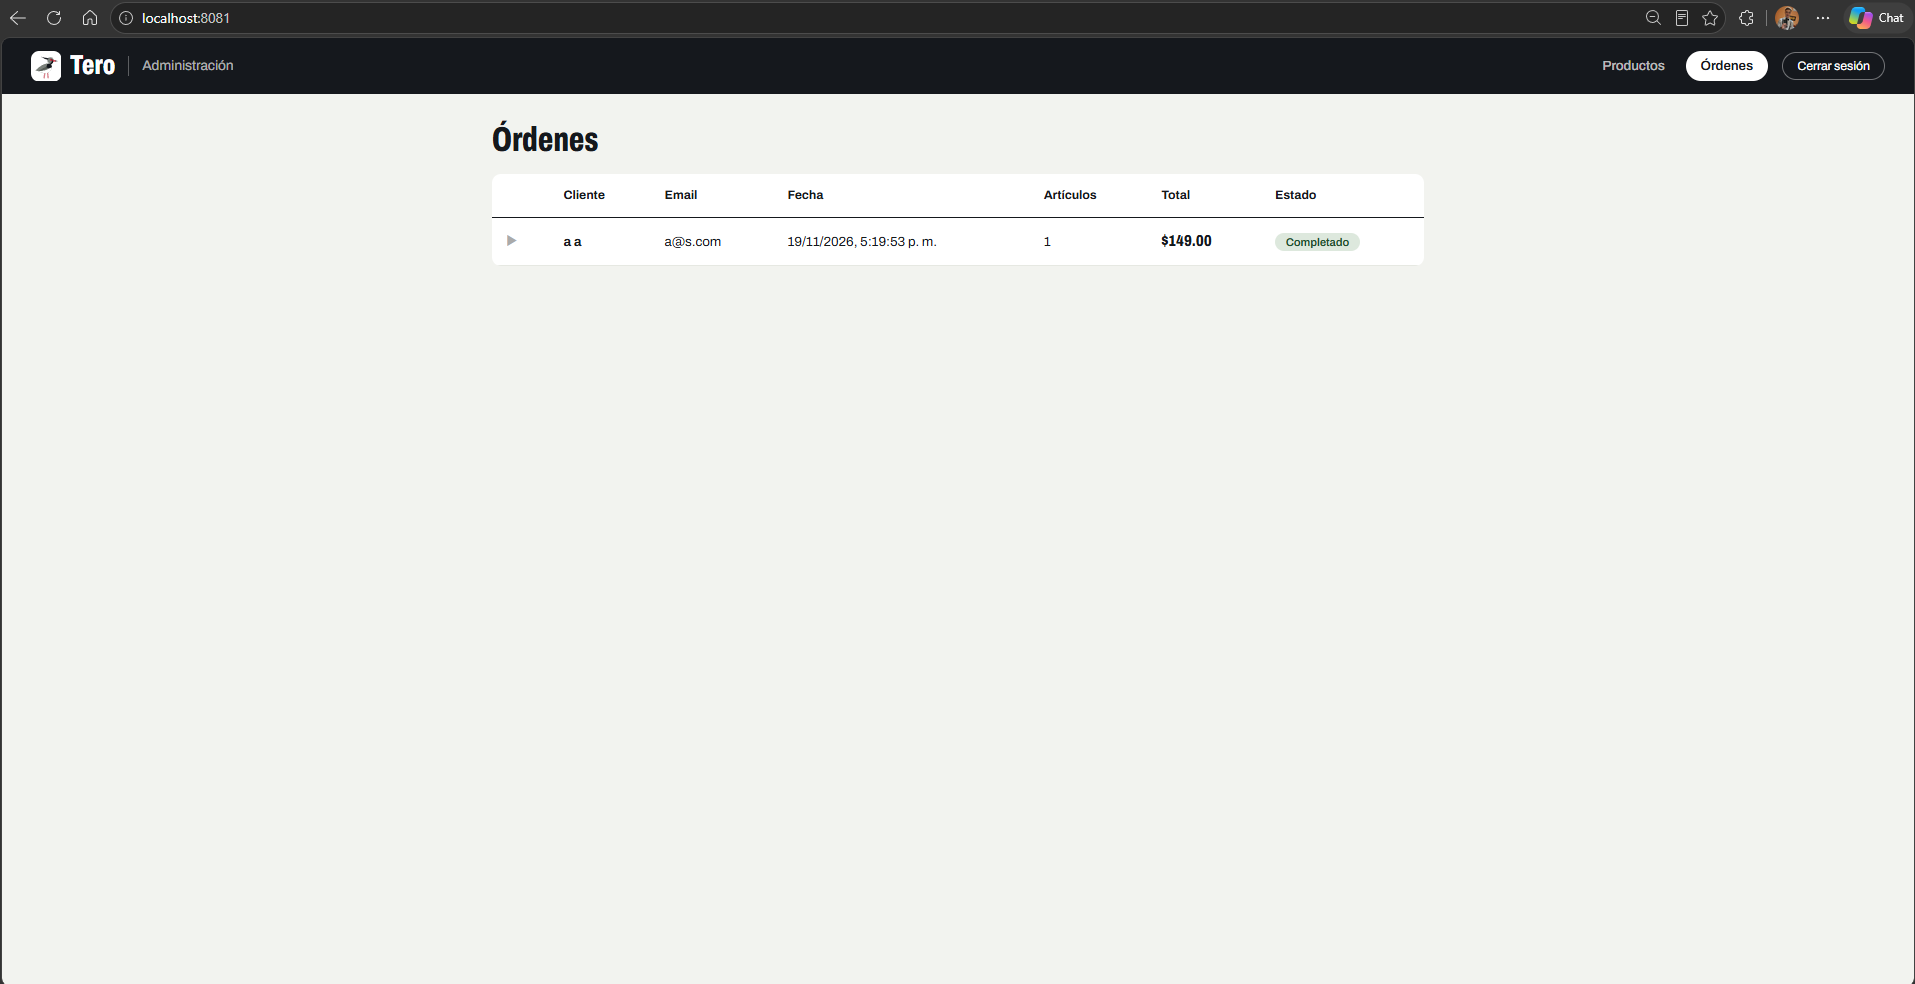 localhost:8081
Chat
Tero
Administración
Productos
Órdenes
Cerrar sesión
Órdenes
Cliente Email Fecha Artículos Total Estado
a a a@s.com 19/11/2026, 5:19:53 p. m. 1 $149.00 Completado